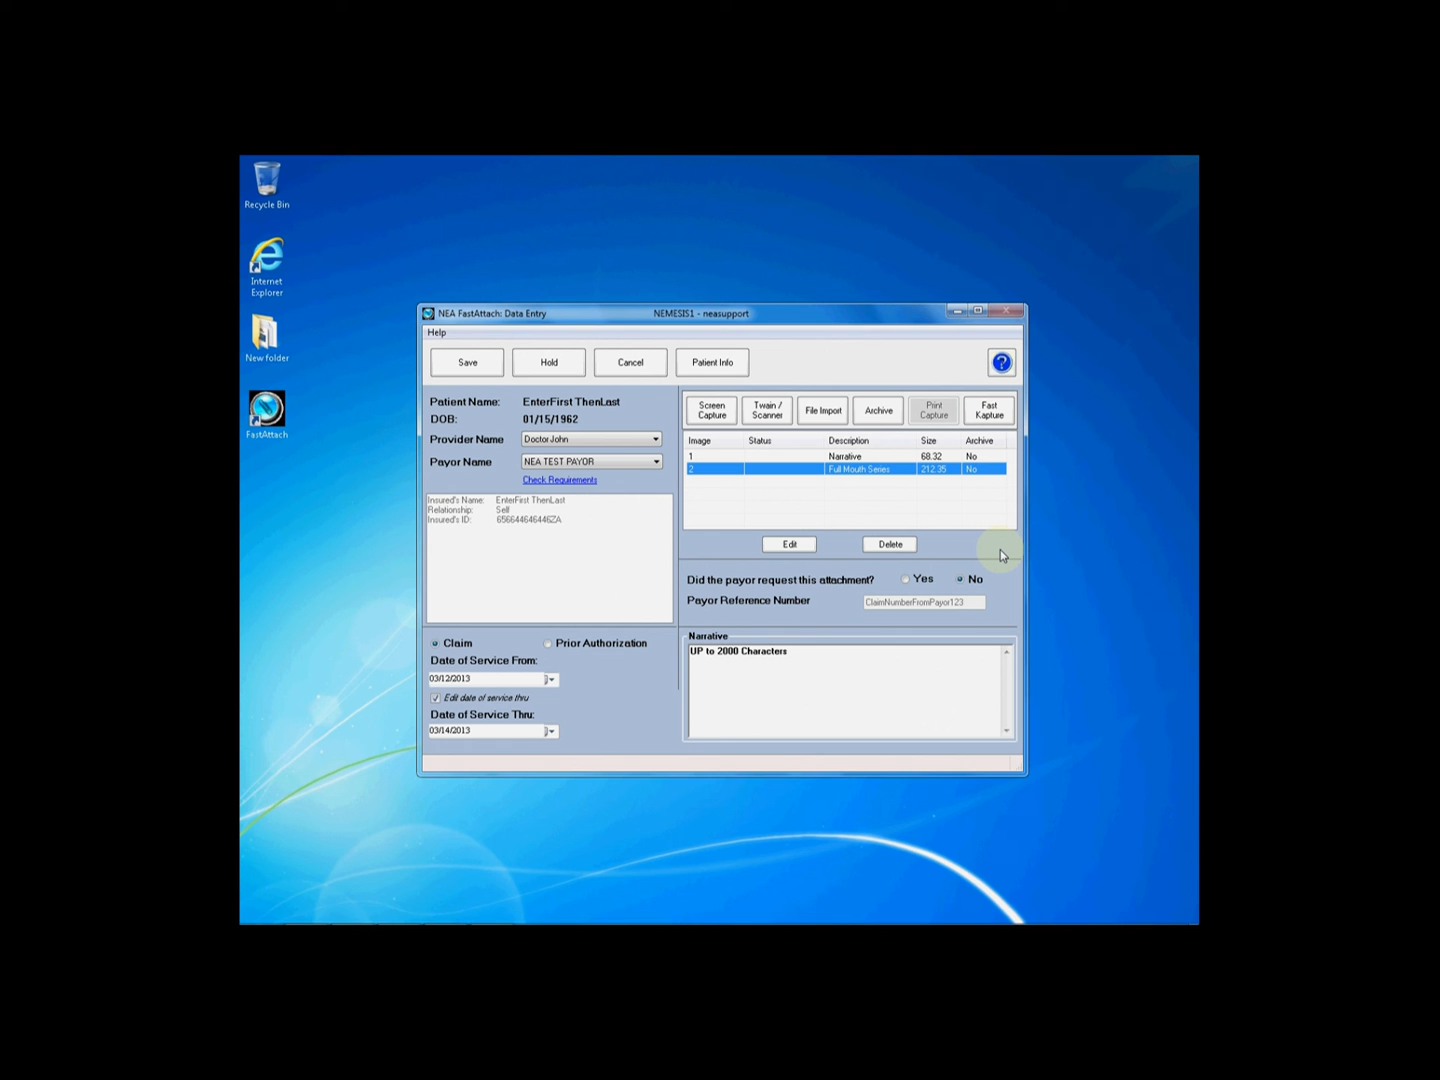 Recycle Bin
Internet
Explorer
New folder
FastAttach
NEA FastAttach: Data Entry
NEMESIS1 - neasupport
Help
Save
Hold
Cancel
Patient Info
?
Patient Name: EnterFirst ThenLast
DOB: 01/15/1962
Provider Name Doctor John
Payor Name NEA TEST PAYOR
Check Requirements
Insured's Name: EnterFirst ThenLast
Relationship: Self
Insured's ID: 656644646446ZA
Claim
Prior Authorization
Date of Service From:
03/12/2013
Edit date of service thru
Date of Service Thru:
03/14/2013
Screen
Capture
Twain /
Scanner
File Import
Archive
Print
Capture
Fast
Kapture
Image Status Description Size Archive
1 Narrative 68.32 No
2 Full Mouth Series 212.35 No
Edit
Delete
Did the payor request this attachment? Yes No
Payor Reference Number ClaimNumberFromPayor123
Narrative
UP to 2000 Characters